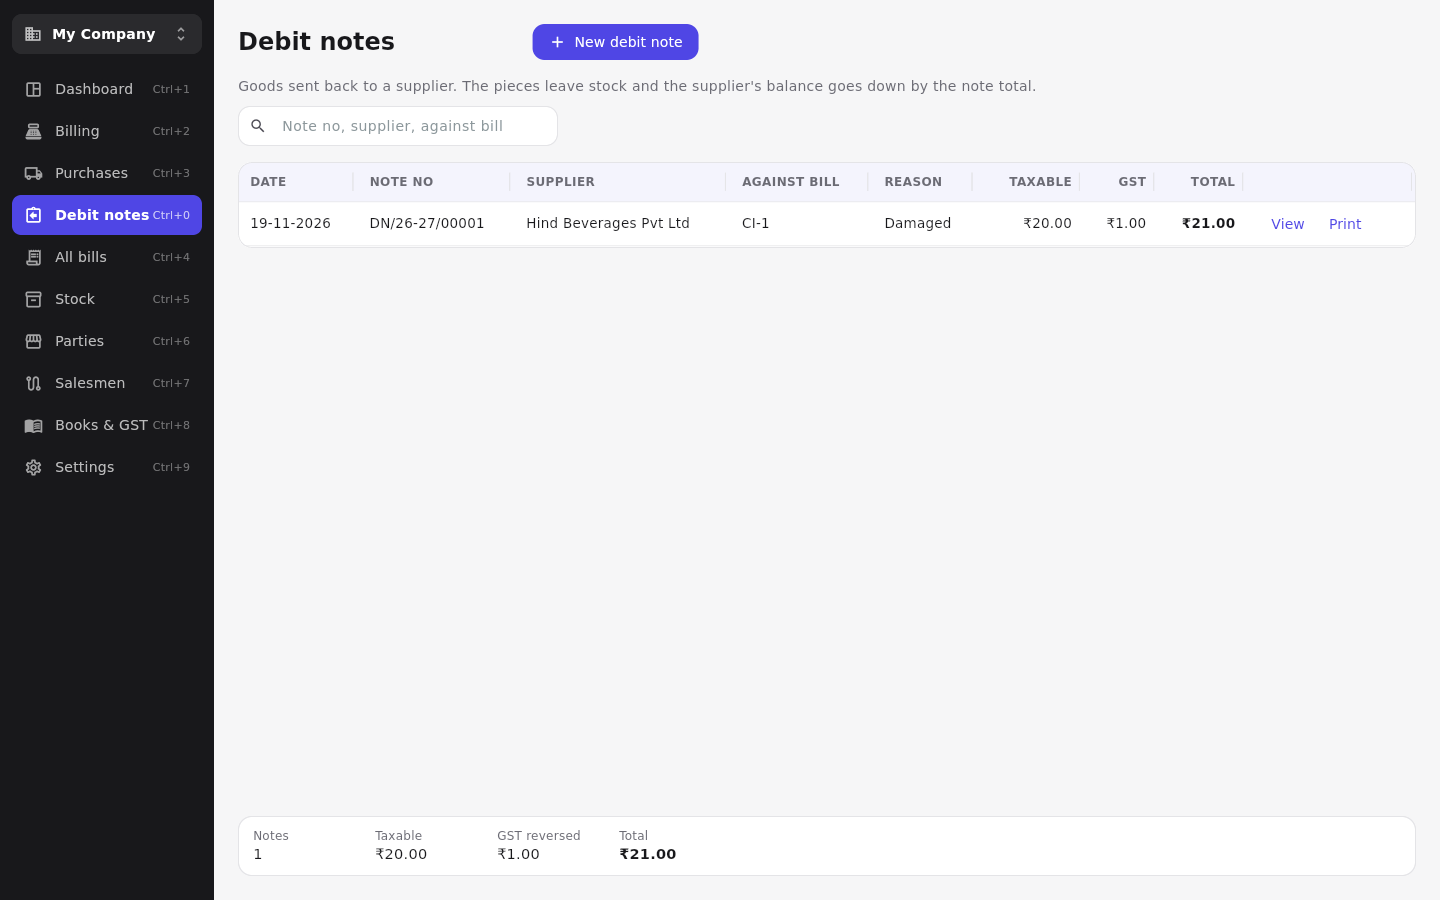 My Company
Dashboard Ctrl+1
Billing Ctrl+2
Purchases Ctrl+3
Debit notes Ctrl+0
All bills Ctrl+4
Stock Ctrl+5
Parties Ctrl+6
Salesmen Ctrl+7
Books & GST Ctrl+8
Settings Ctrl+9
Debit notes
New debit note
Goods sent back to a supplier. The pieces leave stock and the supplier's balance goes down by the note total.
Note no, supplier, against bill
DATE NOTE NO SUPPLIER AGAINST BILL REASON TAXABLE GST TOTAL
19-11-2026 DN/26-27/00001 Hind Beverages Pvt Ltd CI-1 Damaged ₹20.00 ₹1.00 ₹21.00 View Print
Notes Taxable GST reversed Total
1 ₹20.00 ₹1.00 ₹21.00